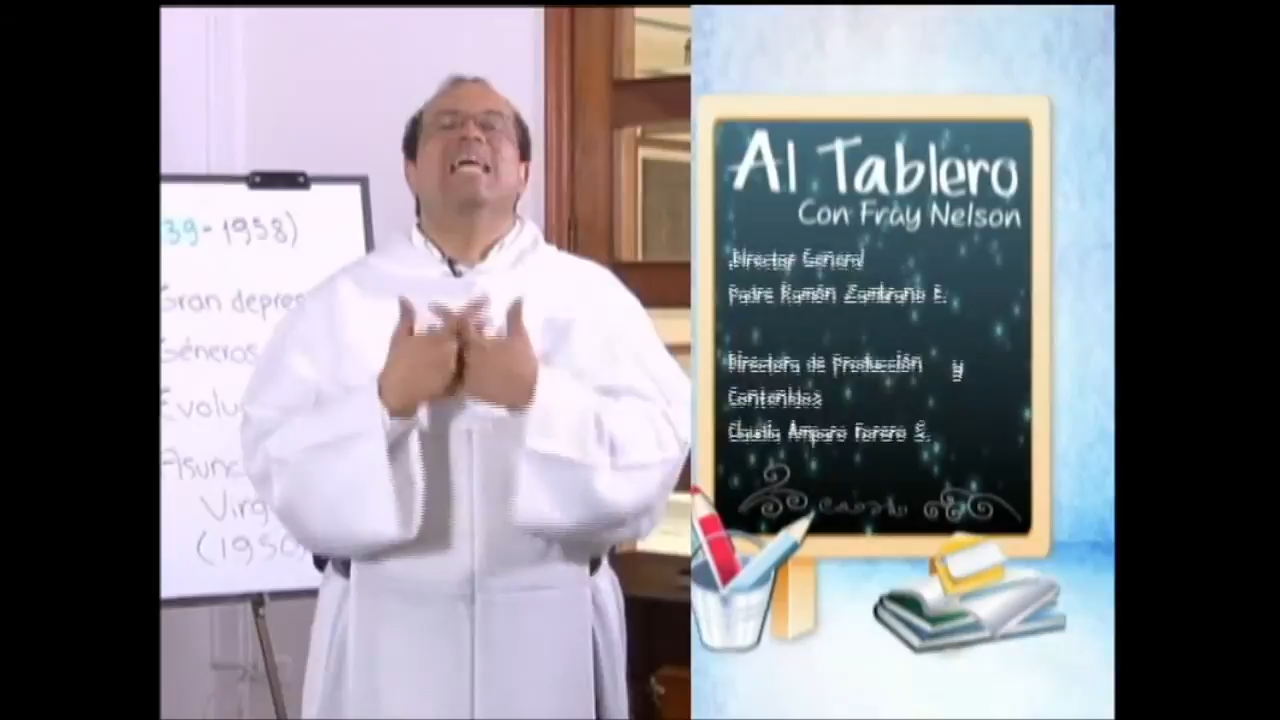 39-1958)
Gran depres
Géneros
Evolu
Asunc
Virg
(1950
Al Tablero
Con Fray Nelson
Director General
Padre Ramón Zambrano E.
Directora de Producción y
Contenidos
Claudia Amparo Forero S.